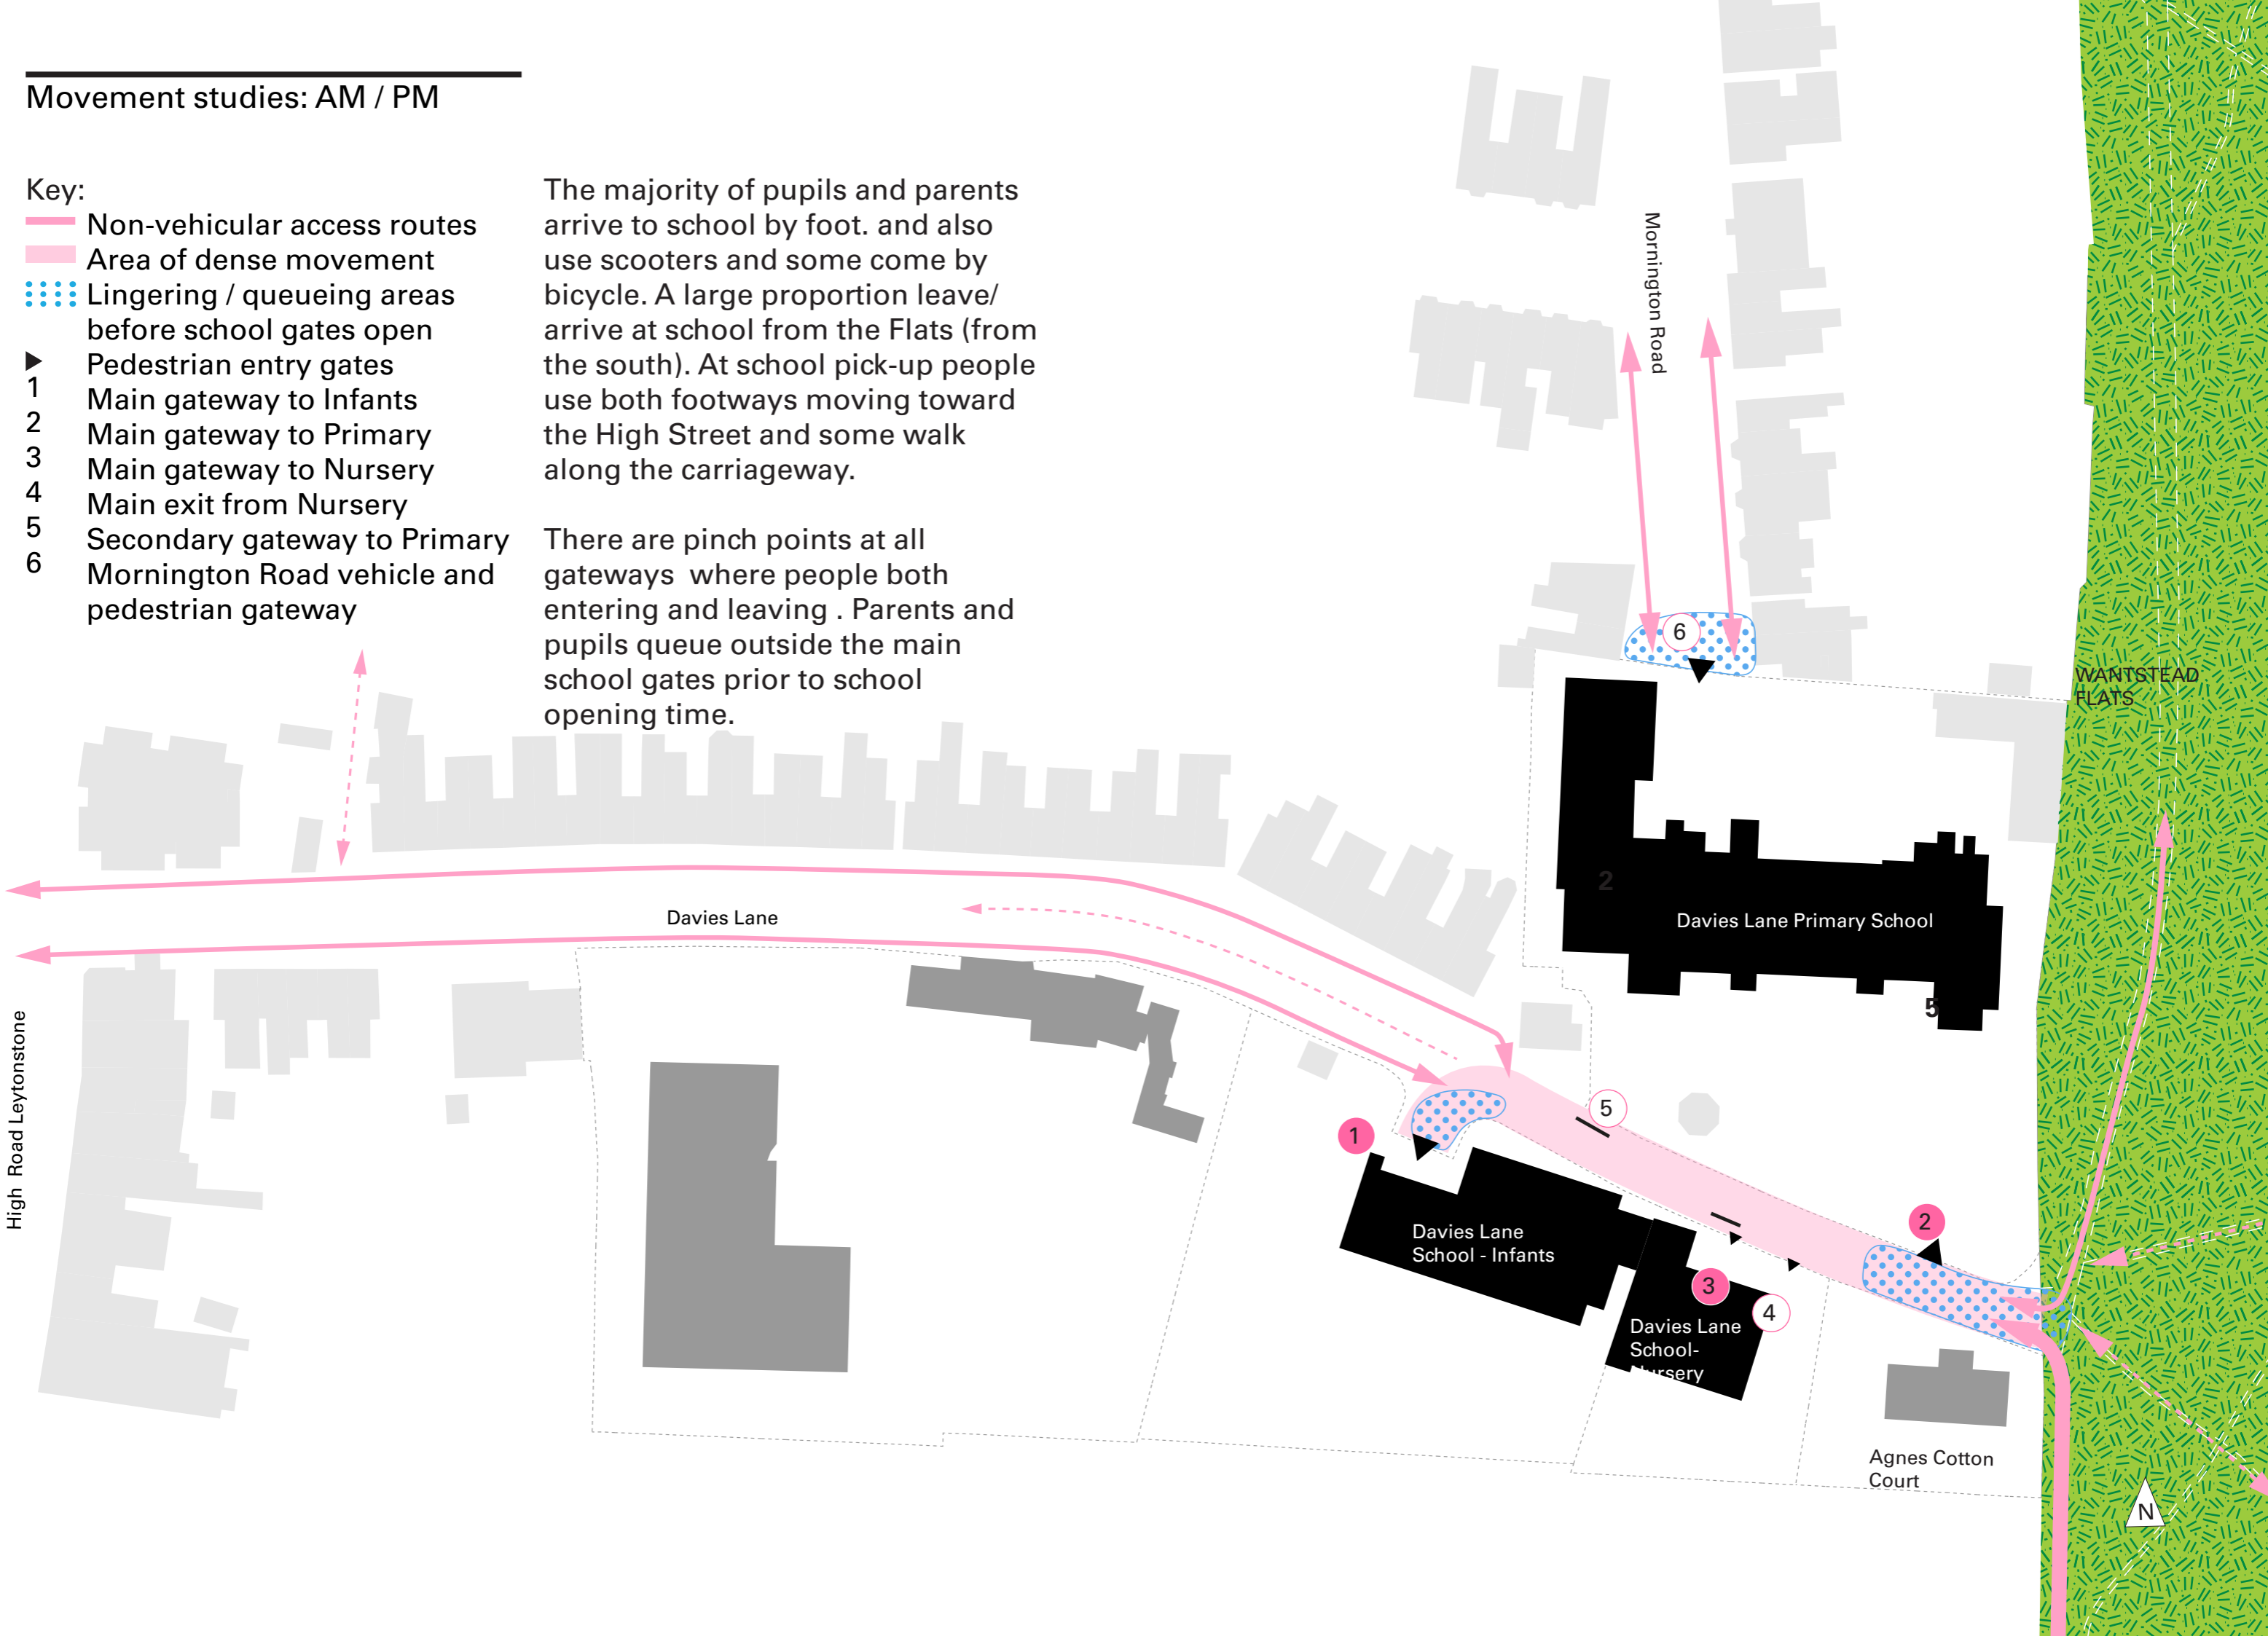 Movement studies: AM / PM
Key:
Non-vehicular access routes
Area of dense movement
Lingering / queueing areas
before school gates open
Pedestrian entry gates
1 Main gateway to Infants
2 Main gateway to Primary
3 Main gateway to Nursery
4 Main exit from Nursery
5 Secondary gateway to Primary
6 Mornington Road vehicle and
pedestrian gateway
The majority of pupils and parents
arrive to school by foot. and also
use scooters and some come by
bicycle. A large proportion leave/
arrive at school from the Flats (from
the south). At school pick-up people
use both footways moving toward
the High Street and some walk
along the carriageway.
There are pinch points at all
gateways where people both
entering and leaving . Parents and
pupils queue outside the main
school gates prior to school
opening time.
Mornington Road
6
WANTSTEAD
FLATS
2
Davies Lane Primary School
5
Davies Lane
High Road Leytonstone
5
1
2
Davies Lane
School - Infants
3
4
Davies Lane
School-
Nursery
Agnes Cotton
Court
N